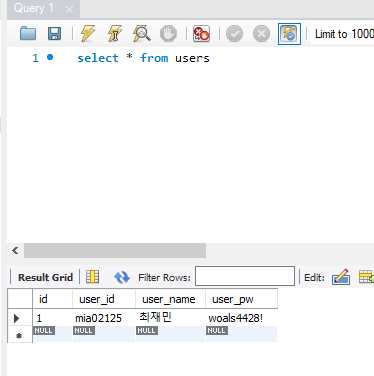 Query 1
Limit to 1000
1 select * from users
Result Grid Filter Rows: Edit:
id user_id user_name user_pw
1 mia02125 최재민 woals4428!
NULL NULL NULL NULL